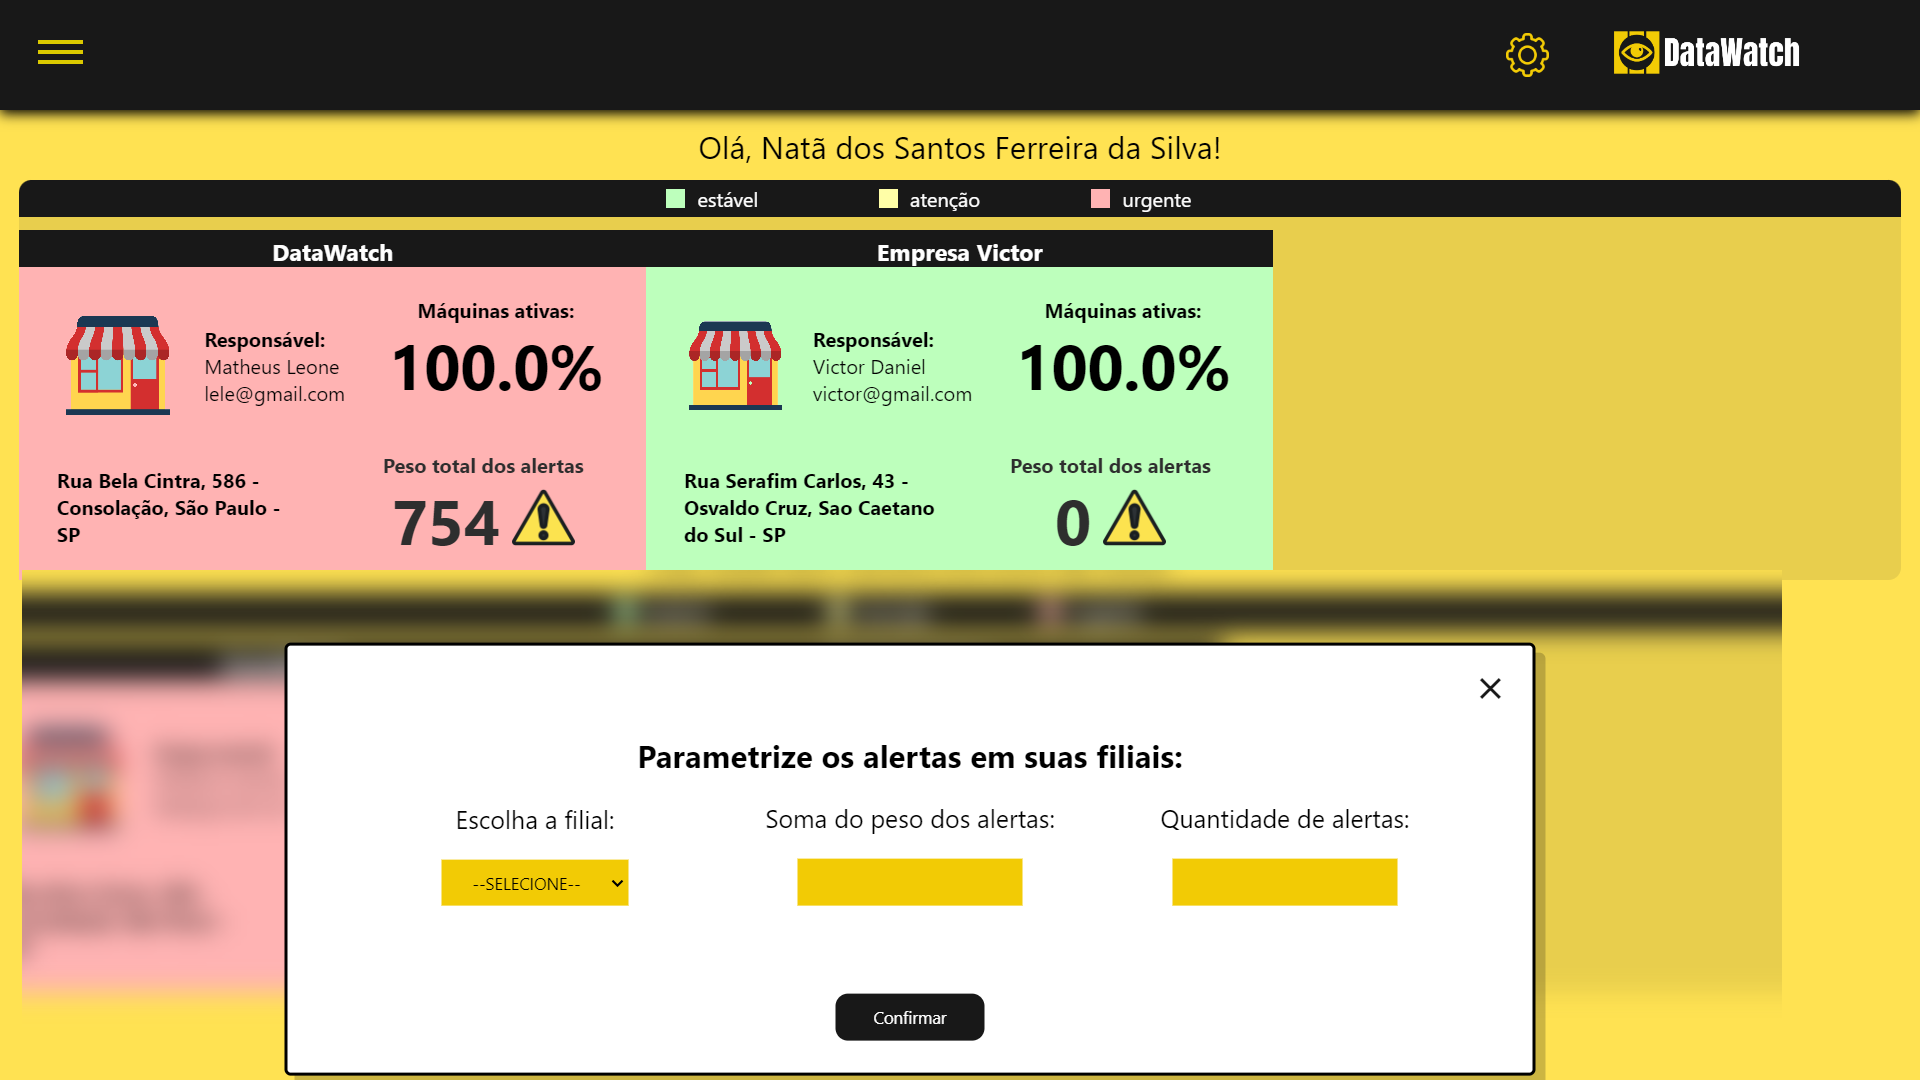 DataWatch
Olá, Natã dos Santos Ferreira da Silva!
estável
atenção
urgente
DataWatch
Responsável:
Matheus Leone
lele@gmail.com
Máquinas ativas:
100.0%
Rua Bela Cintra, 586 -
Consolação, São Paulo -
SP
Peso total dos alertas
754
Empresa Victor
Responsável:
Victor Daniel
victor@gmail.com
Máquinas ativas:
100.0%
Rua Serafim Carlos, 43 -
Osvaldo Cruz, Sao Caetano
do Sul - SP
Peso total dos alertas
0
Parametrize os alertas em suas filiais:
Escolha a filial:
--SELECIONE--
Soma do peso dos alertas:
Quantidade de alertas:
Confirmar